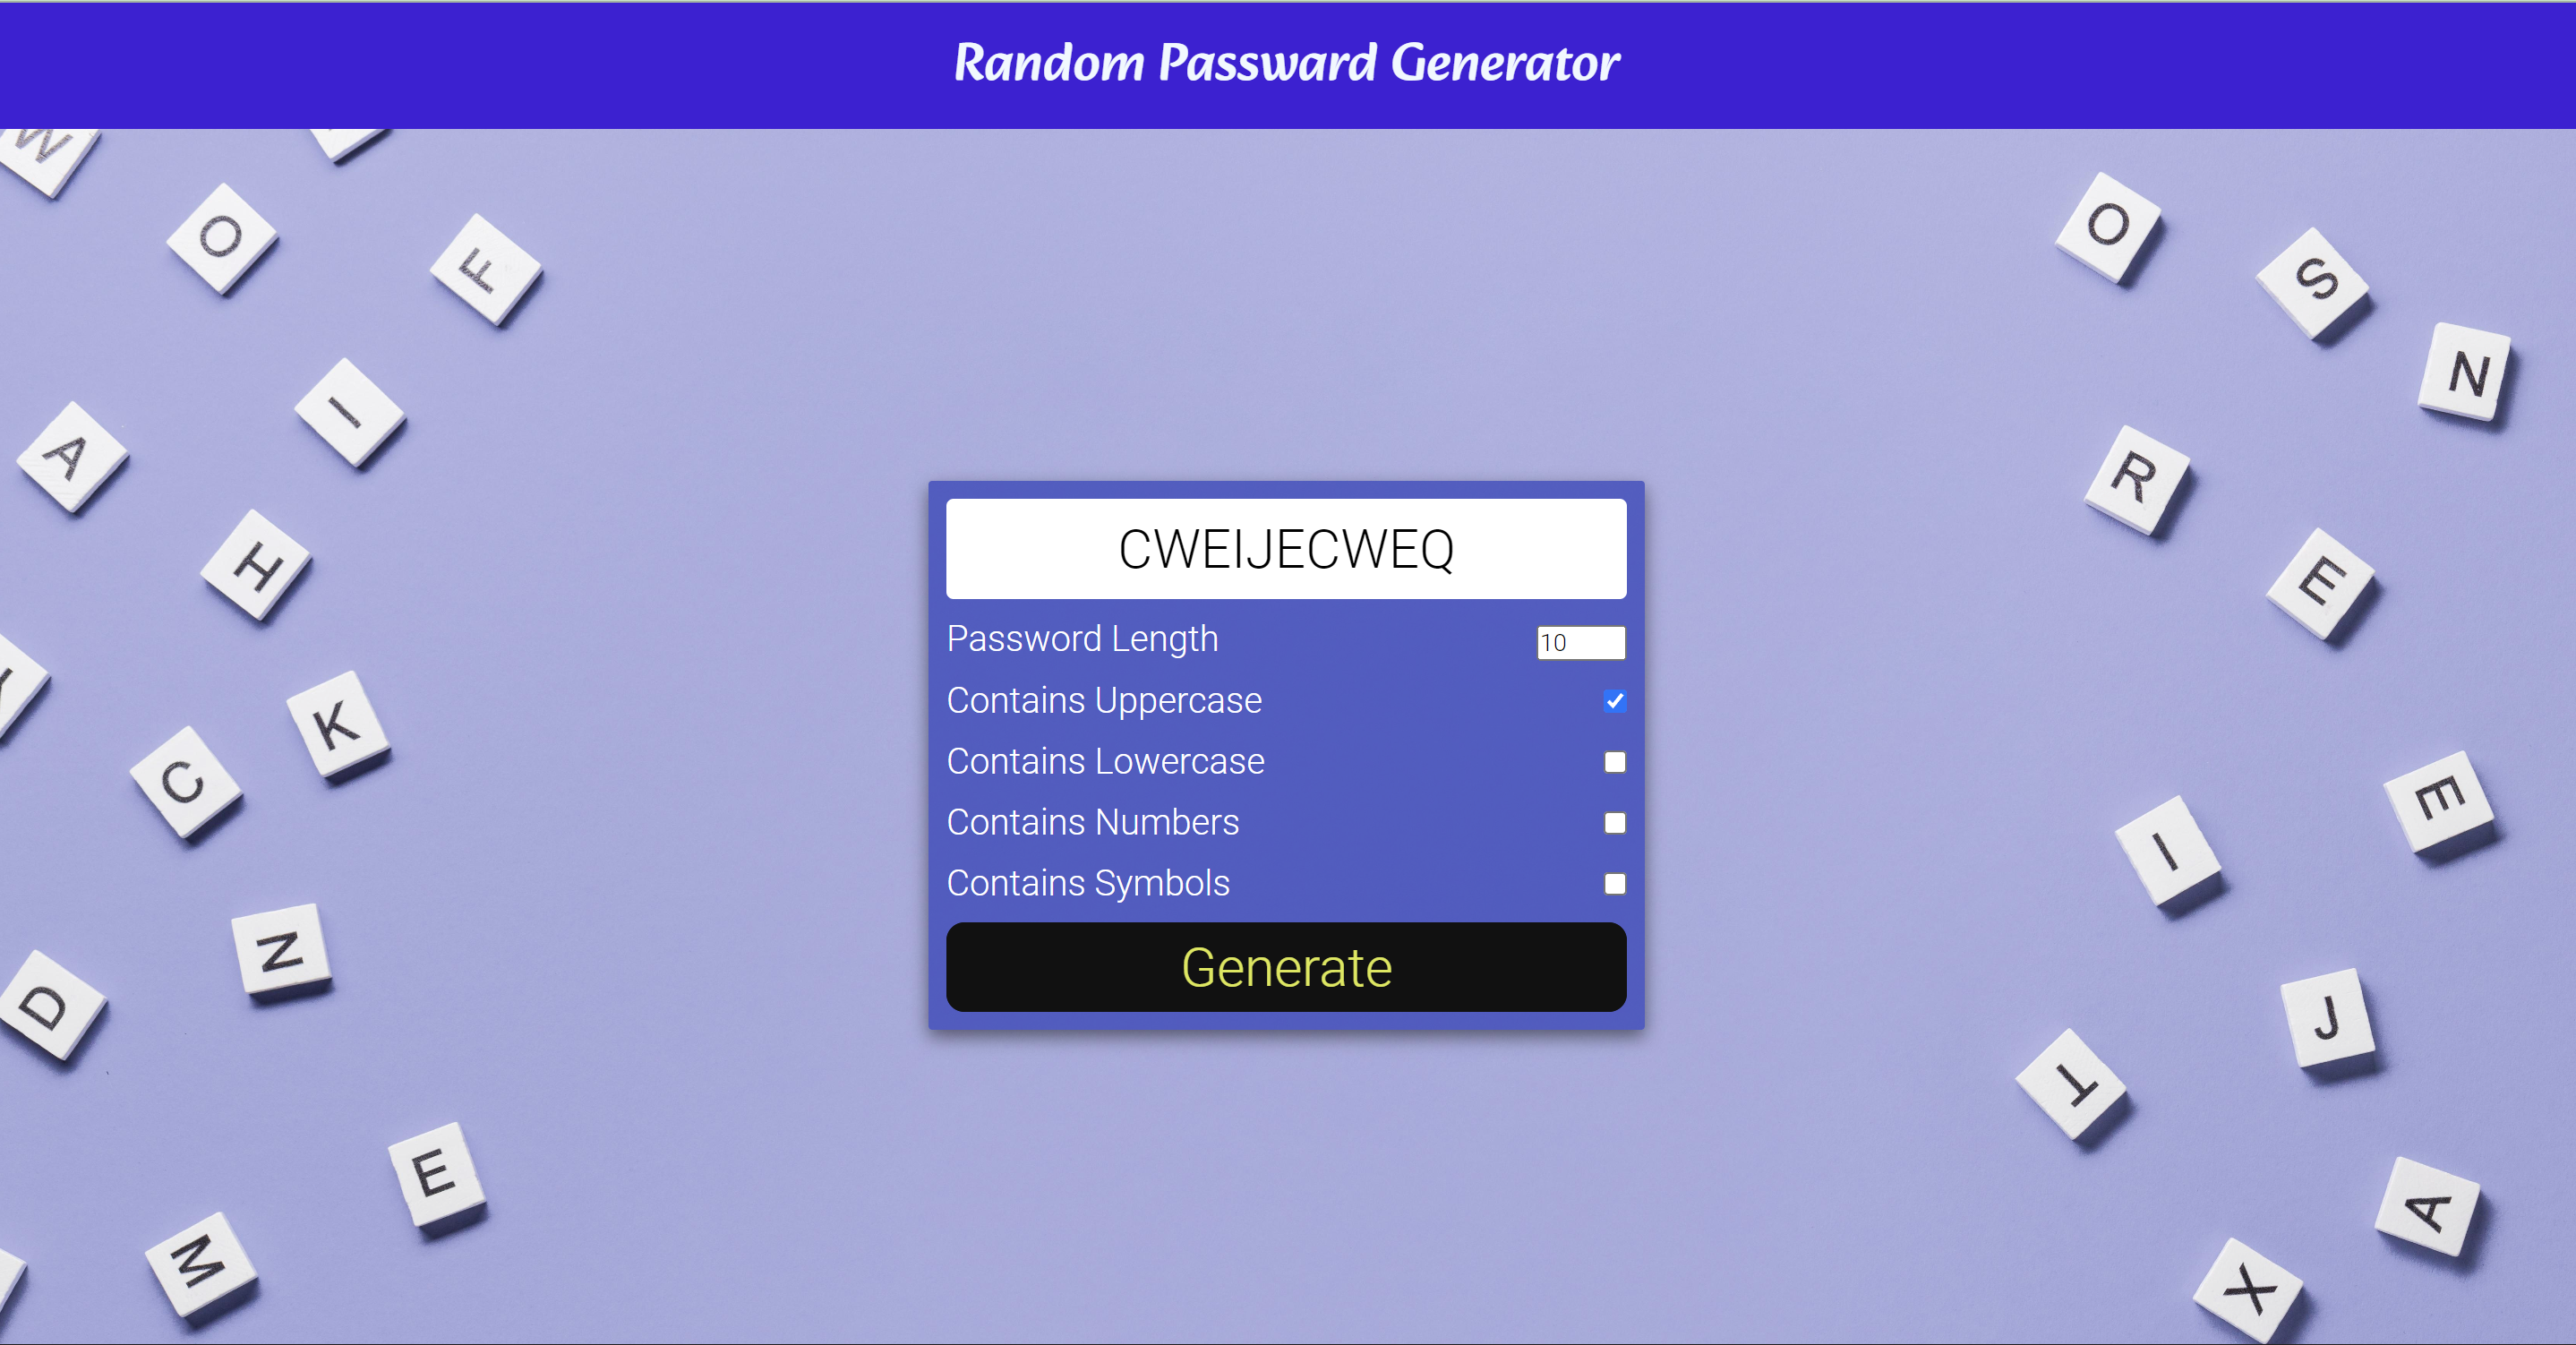 Random Passward Generator
W
O
F
I
A
H
K
C
N
D
E
M
O
S
N
R
E
E
I
J
T
A
X
CWEIJECWEQ
Password Length
10
Contains Uppercase
Contains Lowercase
Contains Numbers
Contains Symbols
Generate